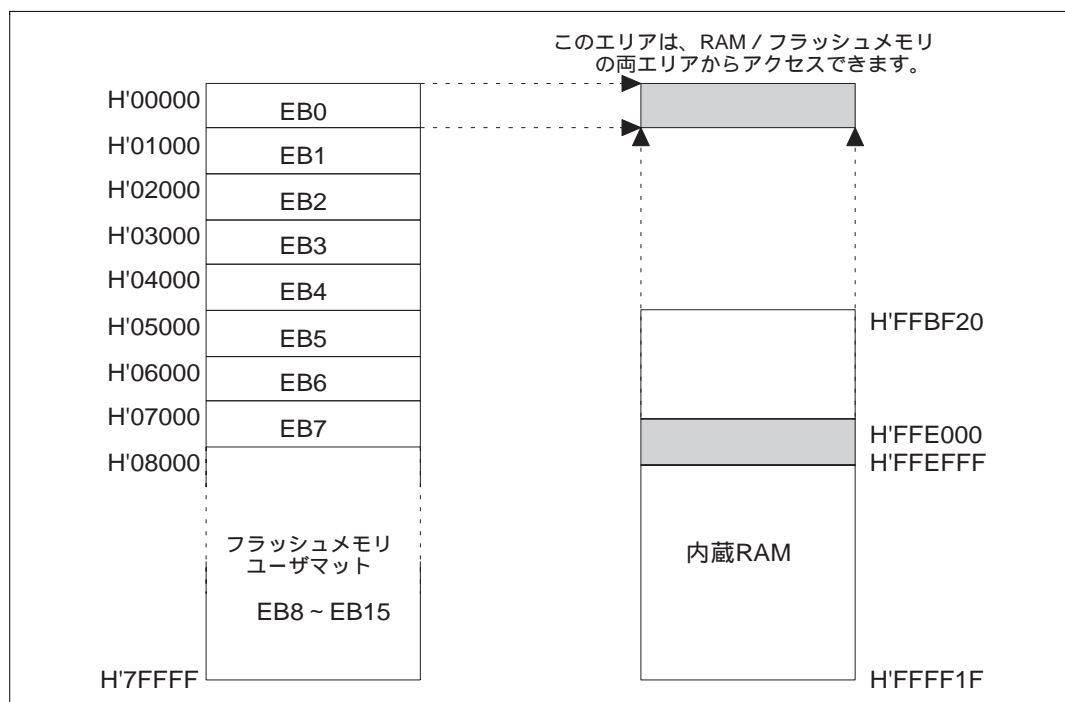 このエリアは、RAM / フラッシュメモリ
の両エリアからアクセスできます。
H'00000
EB0
H'01000
EB1
H'02000
EB2
H'03000
EB3
H'04000
EB4
H'05000
EB5
H'06000
EB6
H'07000
EB7
H'08000
フラッシュメモリ
ユーザマット
EB8 ~ EB15
H'7FFFF
H'FFBF20
H'FFE000
H'FFEFFF
内蔵RAM
H'FFFF1F